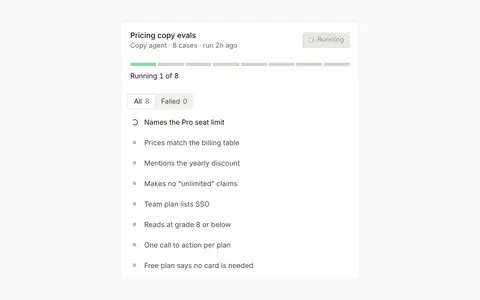 Pricing copy evals
Copy agent · 8 cases · run 2h ago
Running
Running 1 of 8
All 8
Failed 0
Names the Pro seat limit
Prices match the billing table
Mentions the yearly discount
Makes no "unlimited" claims
Team plan lists SSO
Reads at grade 8 or below
One call to action per plan
Free plan says no card is needed